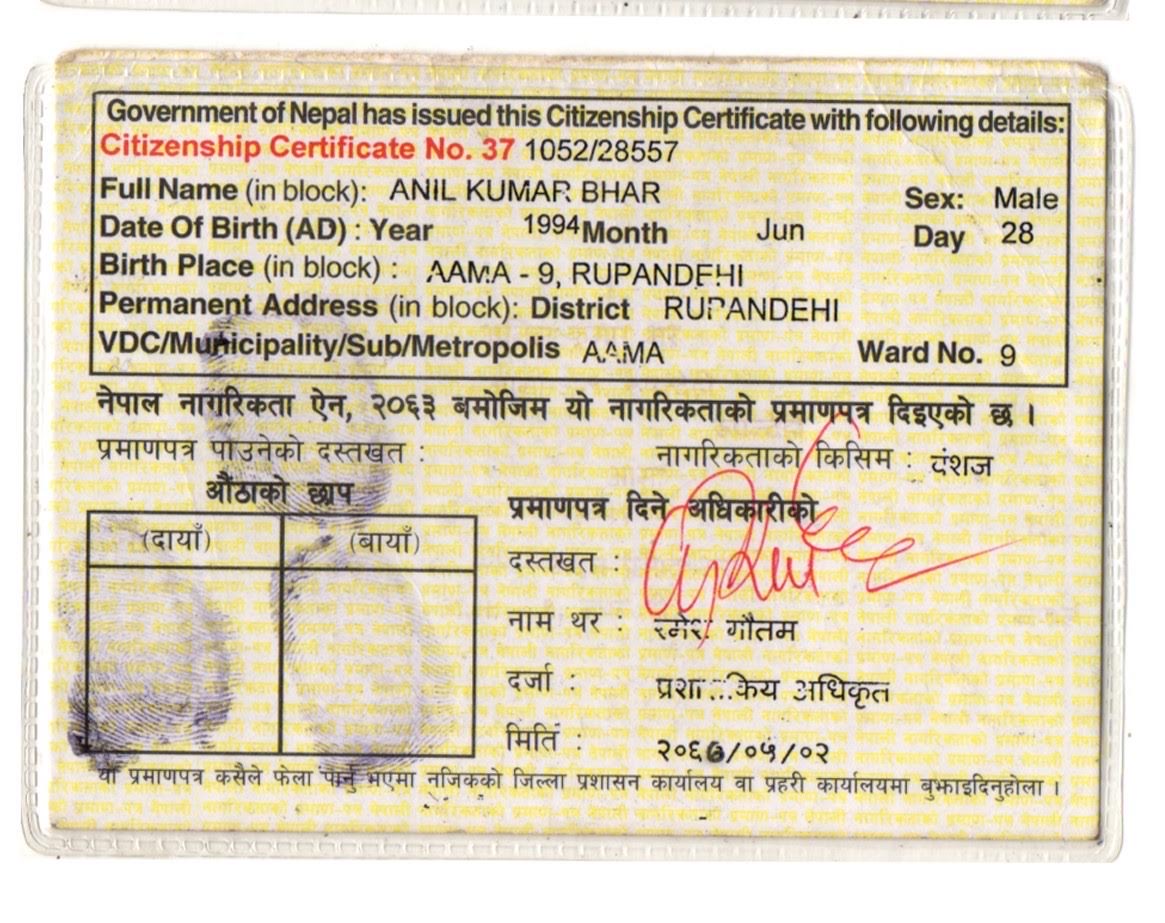 Government of Nepal has issued this Citizenship Certificate with following details:
Citizenship Certificate No. 37 1052/28557
Full Name (in block): ANIL KUMAR BHAR Sex: Male
Date Of Birth (AD) : Year 1994 Month Jun Day 28
Birth Place (in block) : AAMA - 9, RUPANDEHI
Permanent Address (in block): District RUPANDEHI
VDC/Municipality/Sub/Metropolis AAMA Ward No. 9
नेपाल नागरिकता ऐन, २०६३ बमोजिम यो नागरिकताको प्रमाणपत्र दिइएको छ ।
प्रमाणपत्र पाउनेको दस्तखत : नागरिकताको किसिम : वंशज
औंठाको छाप
(दायाँ) (बायाँ)
प्रमाणपत्र दिने अधिकारीको
दस्तखत :
नाम थर : रमेश गौतम
दर्जा : अधिकृत
मिति :
यो प्रमाणपत्र कसैले फेला पार्नु भएमा नजिकको जिल्ला प्रशासन कार्यालय वा प्रहरी कार्यालयमा बुझाइदिनुहोला ।